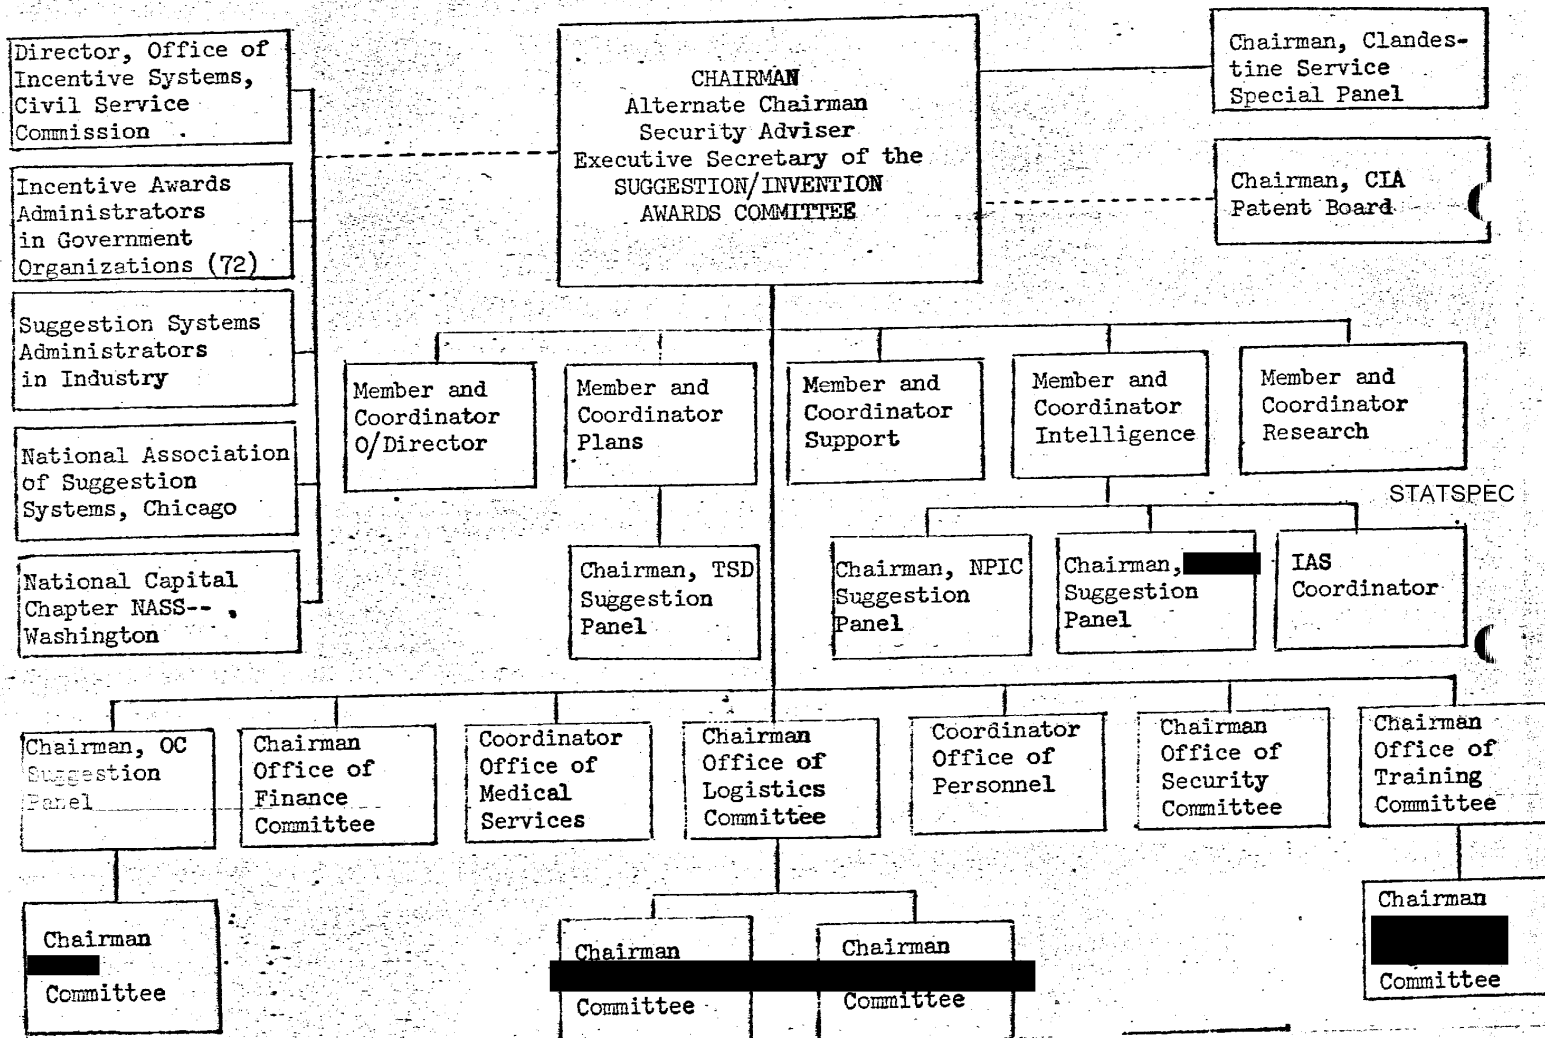 Director, Office of
Incentive Systems,
Civil Service
Commission
Incentive Awards
Administrators
in Government
Organizations (72)
Suggestion Systems
Administrators
in Industry
National Association
of Suggestion
Systems, Chicago
National Capital
Chapter NASS--
Washington
CHAIRMAN
Alternate Chairman
Security Adviser
Executive Secretary of the
SUGGESTION/INVENTION
AWARDS COMMITTEE
Chairman, Clandes-
tine Service
Special Panel
Chairman, CIA
Patent Board
Member and
Coordinator
O/Director
Member and
Coordinator
Plans
Member and
Coordinator
Support
Member and
Coordinator
Intelligence
Member and
Coordinator
Research
STATSPEC
Chairman, TSD
Suggestion
Panel
Chairman, NPIC
Suggestion
Panel
Chairman,
Suggestion
Panel
IAS
Coordinator
Chairman, OC
Suggestion
Panel
Chairman
Office of
Finance
Committee
Coordinator
Office of
Medical
Services
Chairman
Office of
Logistics
Committee
Coordinator
Office of
Personnel
Chairman
Office of
Security
Committee
Chairman
Office of
Training
Committee
Chairman
Committee
Chairman
Committee
Chairman
Committee
Chairman
Committee